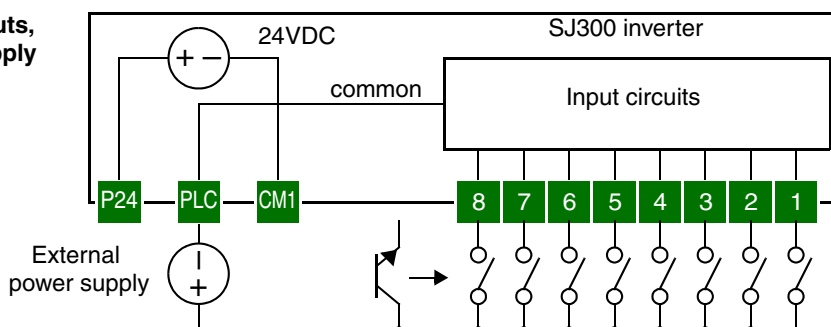 uts,
pply
24VDC
SJ300 inverter
+ −
common
Input circuits
P24 PLC CM1 8 7 6 5 4 3 2 1
External
power supply
−
+